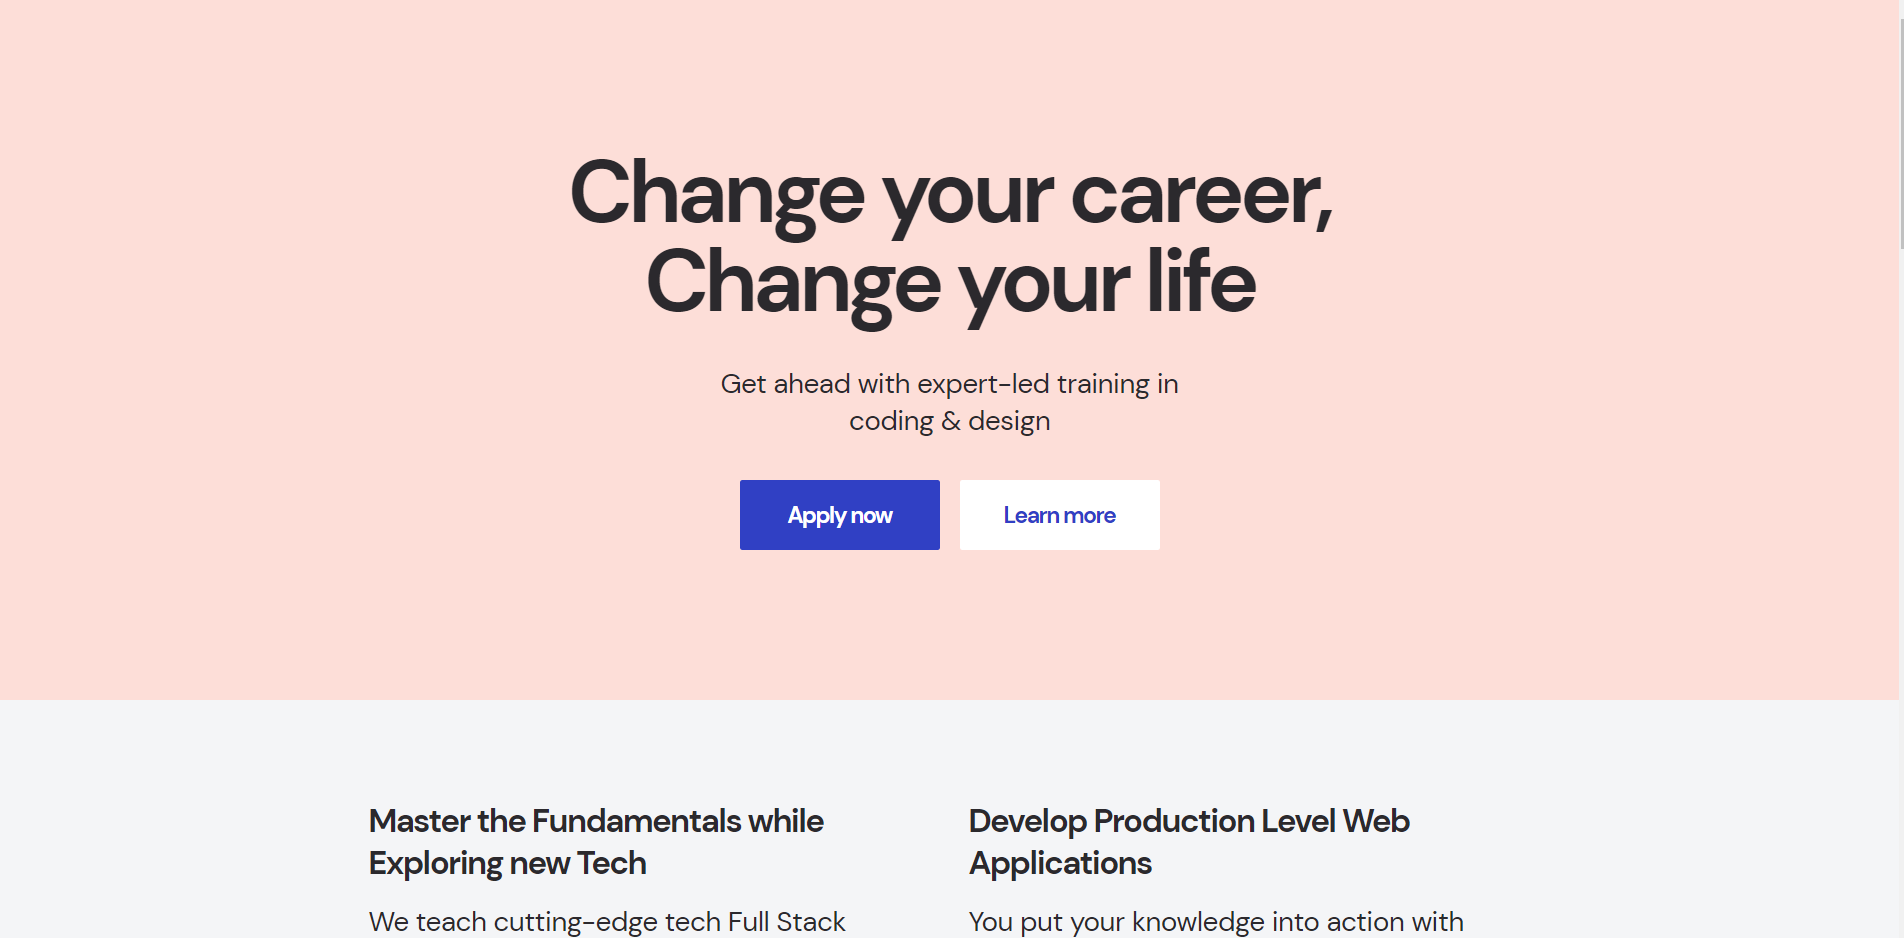 Change your career,
Change your life
Get ahead with expert-led training in
coding & design
Apply now
Learn more
Master the Fundamentals while
Exploring new Tech
We teach cutting-edge tech Full Stack
Develop Production Level Web
Applications
You put your knowledge into action with